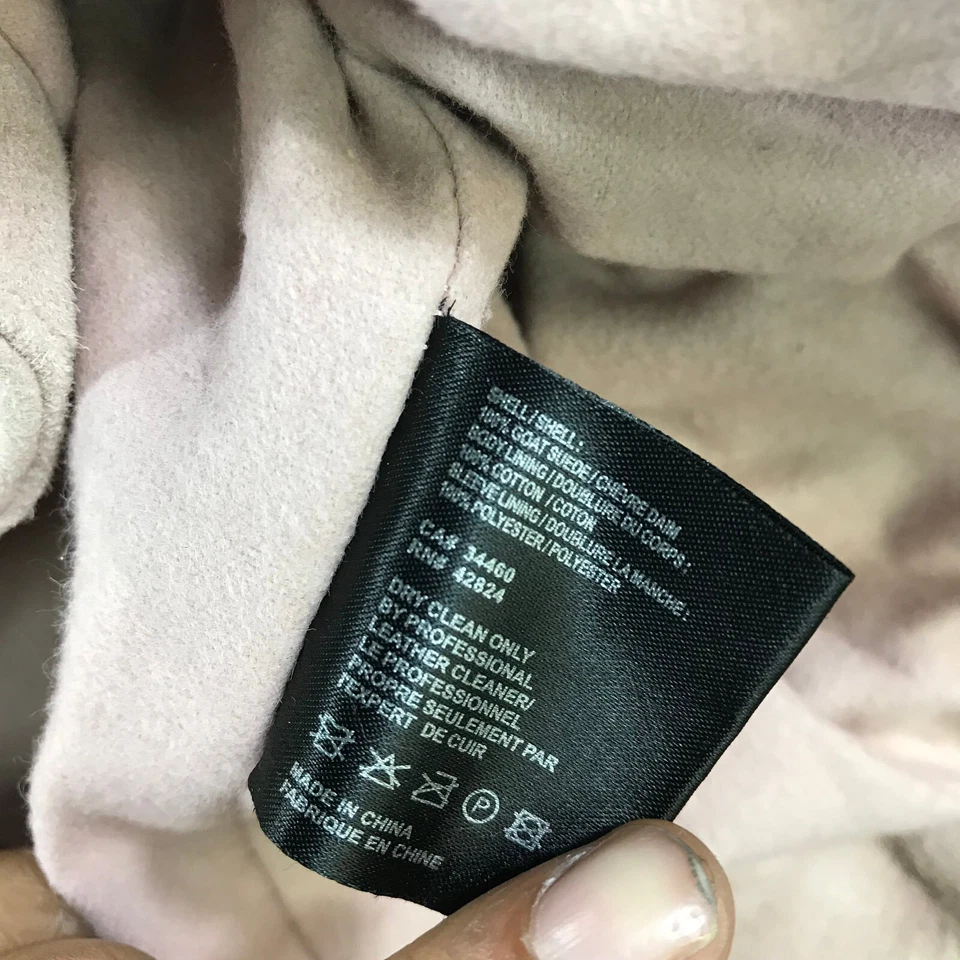 SHELL / SHELL :
100% GOAT SUEDE / CHEVRE DAIM
BODY LINING / DOUBLURE DU CORPS :
100% COTTON / COTON
SLEEVE LINING / DOUBLURE LA MANCHE :
100% POLYESTER / POLYESTER
CA# 34460
RN# 42824
DRY CLEAN ONLY
BY PROFESSIONAL
LEATHER CLEANER/
LE PROFESSIONNEL
PROPRE SEULEMENT PAR
l'EXPERT DE CUIR
P
MADE IN CHINA
FABRIQUE EN CHINE